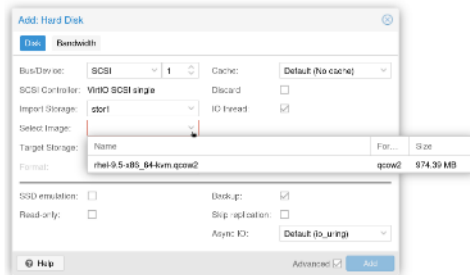 Add: Hard Disk
Disk Bandwidth
Bus/Device: SCSI 1 Cache: Default (No cache)
SCSI Controller: VirtIO SCSI single Discard
Import Storage: stor1 IO thread:
Select Image:
Target Storage: Name For... Size
Format: rhel-9.5-x86_64-kvm.qcow2 qcow2 974.39 MB
SSD emulation: Backup:
Read-only: Skip replication:
Async IO: Default (io_uring)
Help Advanced Add